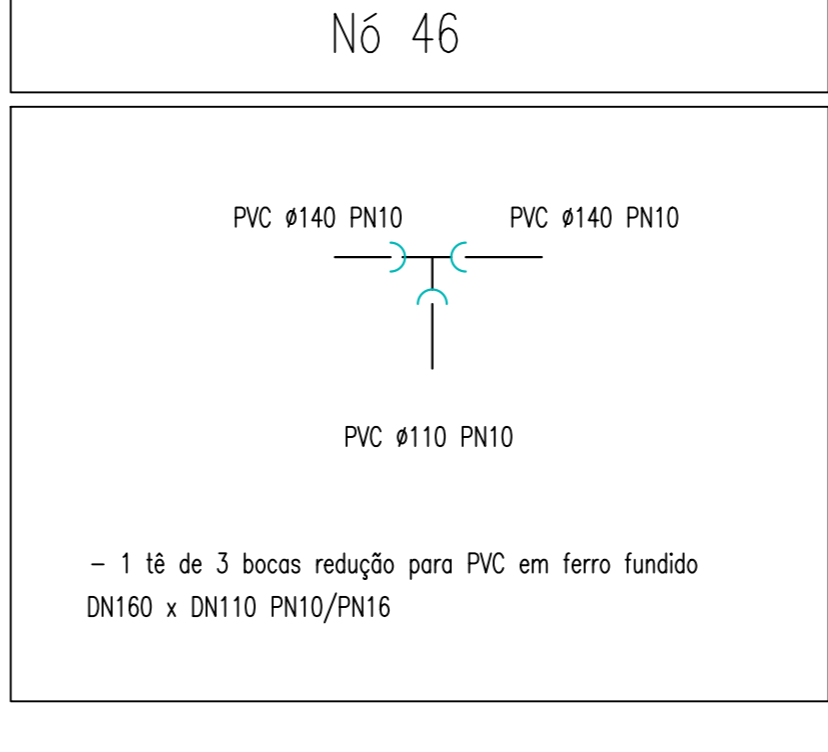 Nó 46
PVC ø140 PN10 PVC ø140 PN10
PVC ø110 PN10
– 1 tê de 3 bocas redução para PVC em ferro fundido
DN160 x DN110 PN10/PN16